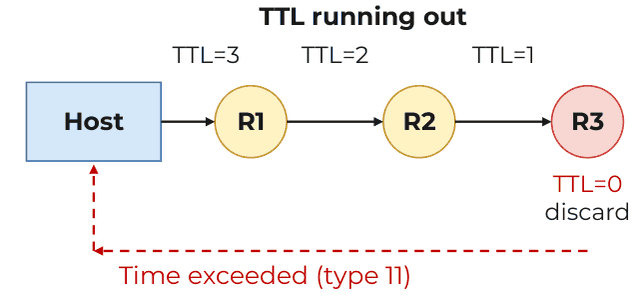 TTL running out
TTL=3 TTL=2 TTL=1
Host R1 R2 R3
TTL=0
discard
Time exceeded (type 11)